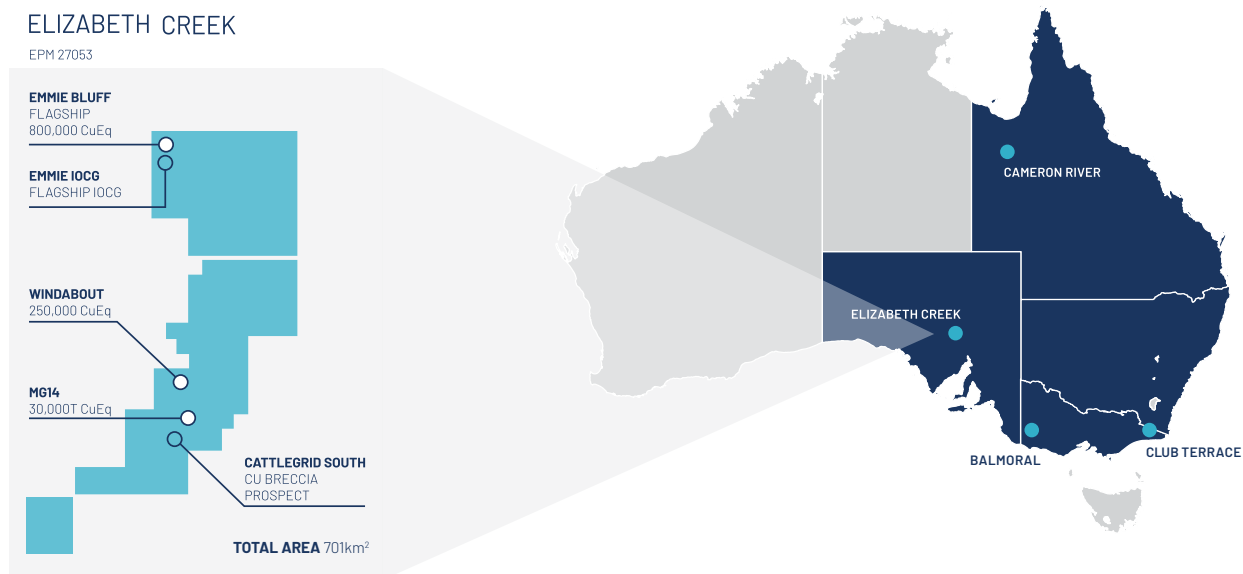 ELIZABETH CREEK
EPM 27053
EMMIE BLUFF
FLAGSHIP
800,000 CuEq
EMMIE IOCG
FLAGSHIP IOCG
WINDABOUT
250,000 CuEq
MG14
30,000T CuEq
CATTLEGRID SOUTH
CU BRECCIA
PROSPECT
TOTAL AREA 701km²
CAMERON RIVER
ELIZABETH CREEK
BALMORAL
CLUB TERRACE